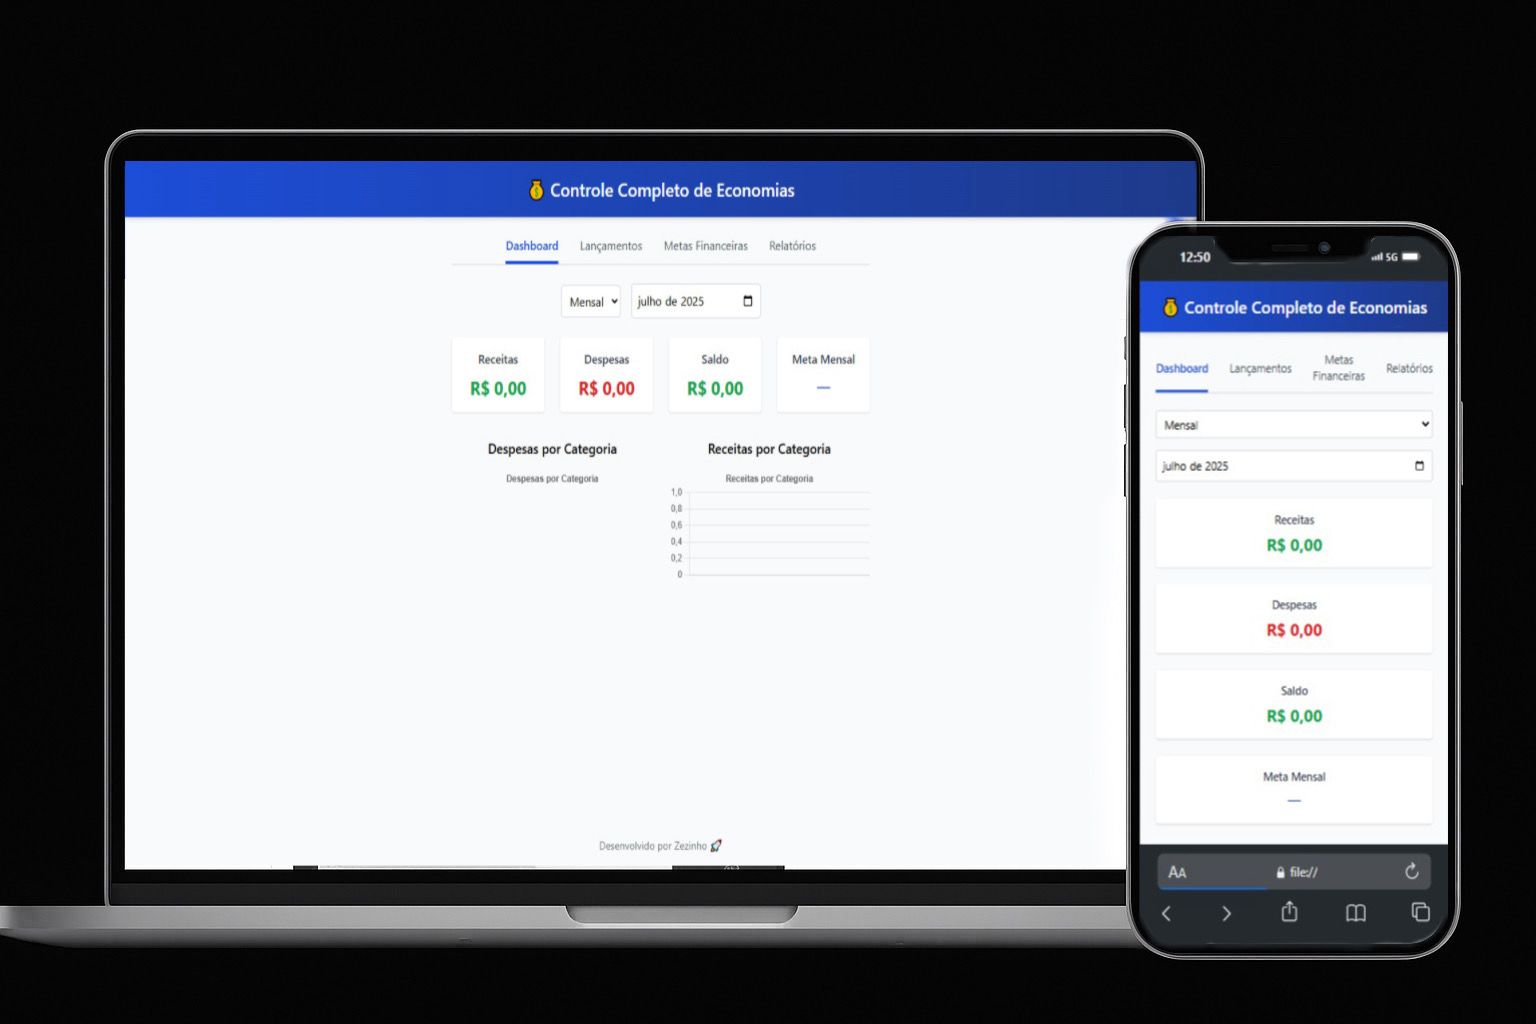 Controle Completo de Economias
Dashboard Lançamentos Metas Financeiras Relatórios
Mensal julho de 2025
Receitas Despesas Saldo Meta Mensal
R$ 0,00 R$ 0,00 R$ 0,00 —
Despesas por Categoria Receitas por Categoria
Despesas por Categoria Receitas por Categoria
1,0
0,8
0,6
0,4
0,2
0
Desenvolvido por Zezinho
12:50 5G
Controle Completo de Economias
Dashboard Lançamentos Metas Financeiras Relatórios
Mensal
julho de 2025
Receitas
R$ 0,00
Despesas
R$ 0,00
Saldo
R$ 0,00
Meta Mensal
—
AA file://